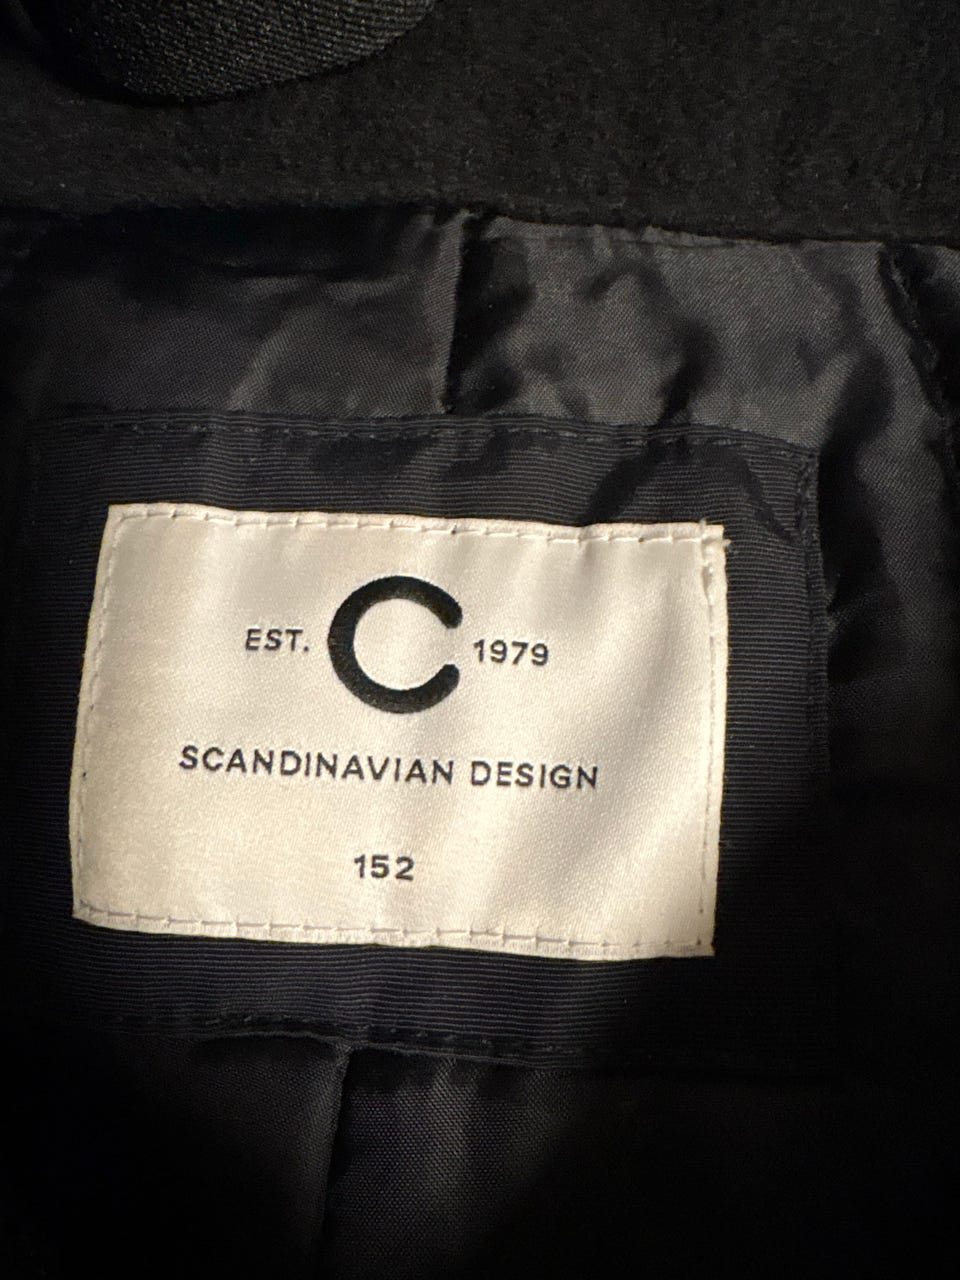 EST. C 1979
SCANDINAVIAN DESIGN
152